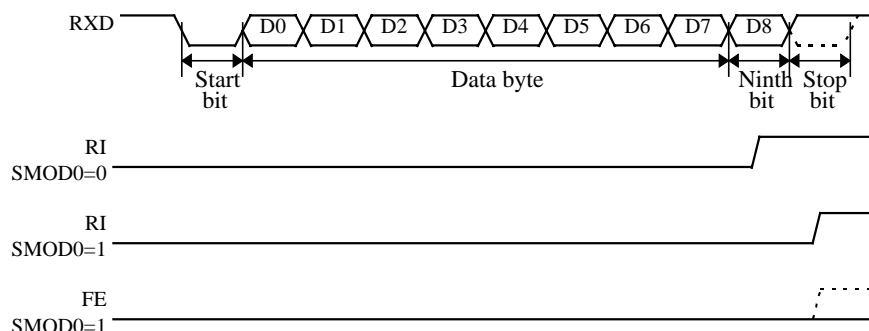 RXD D0 D1 D2 D3 D4 D5 D6 D7 D8
Start bit
Data byte
Ninth bit
Stop bit
RI
SMOD0=0
RI
SMOD0=1
FE
SMOD0=1